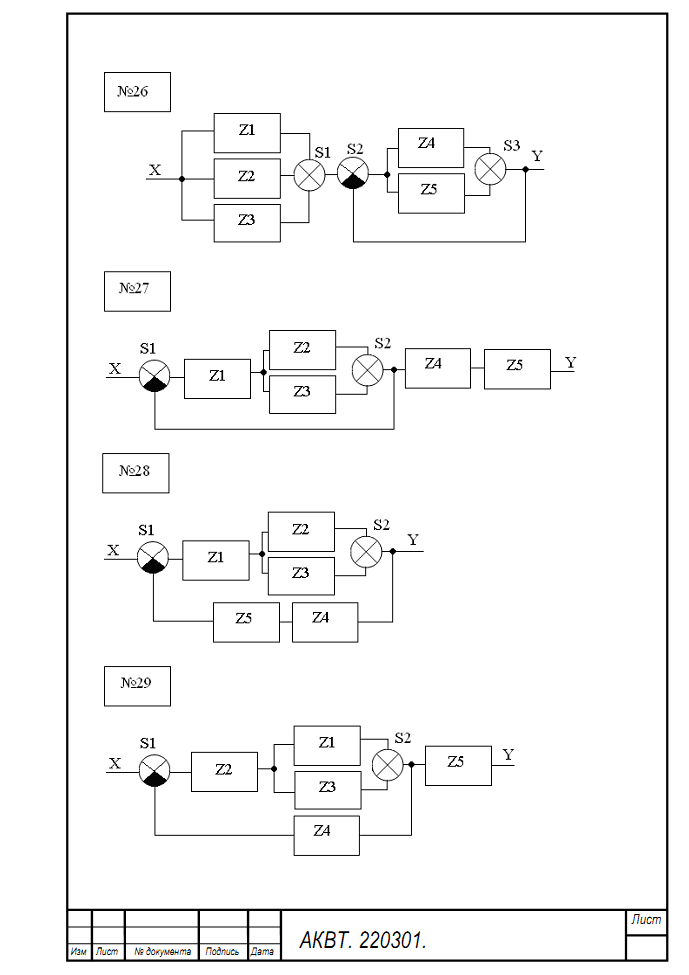 №26
Z1
S1
S2
Z4
S3
X
Z2
Y
Z5
Z3
№27
S1
Z2
S2
X
Z1
Z4
Z5
Y
Z3
№28
S1
Z2
S2
X
Z1
Y
Z3
Z5
Z4
№29
S1
Z1
S2
X
Z2
Z5
Y
Z3
Z4
Изм Лист № документа Подпись Дата
АКВТ. 220301.
Лист